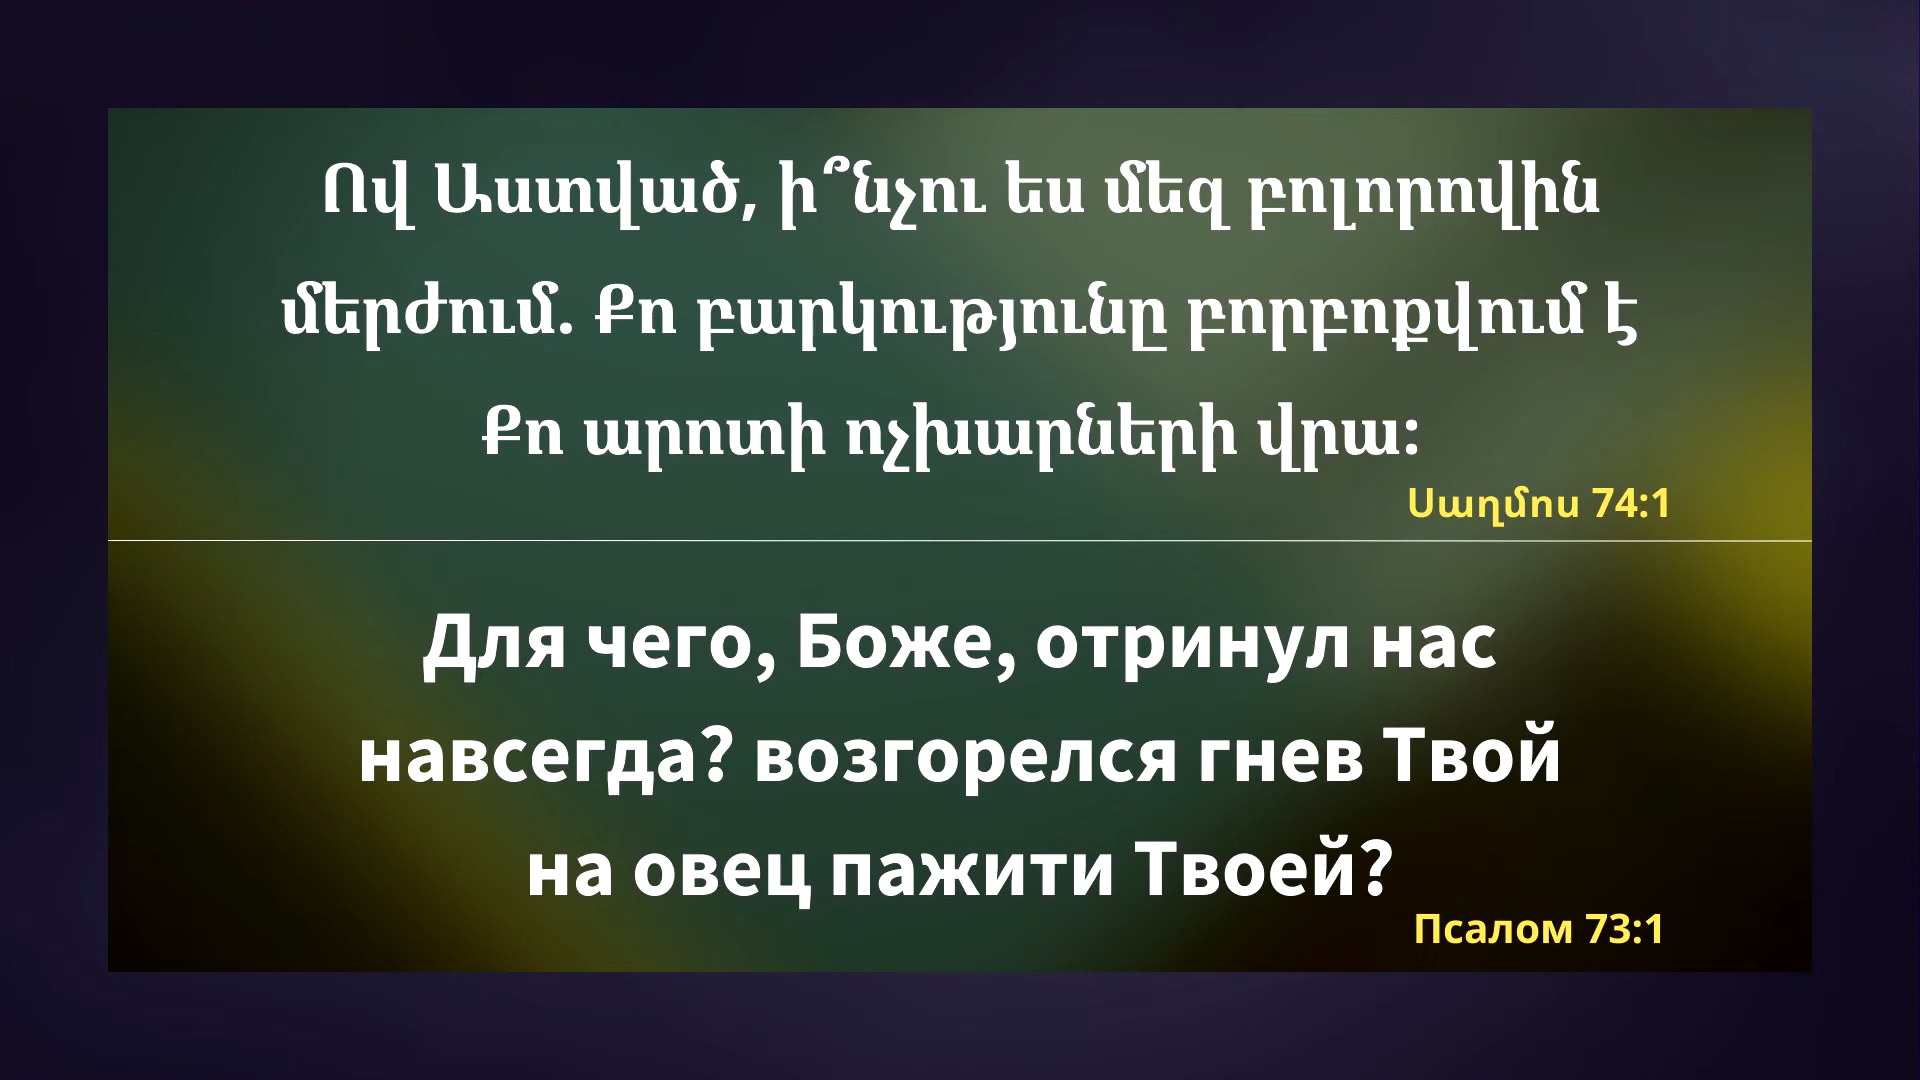 Ով Աստված, ի՞նչու ես մեզ բոլորովին
մերժում. Քո բարկությունը բորբոքվում է
Քո արոտի ոչխարների վրա:
Սաղմոս 74:1
Для чего, Боже, отринул нас
навсегда? возгорелся гнев Твой
на овец пажити Твоей?
Псалом 73:1